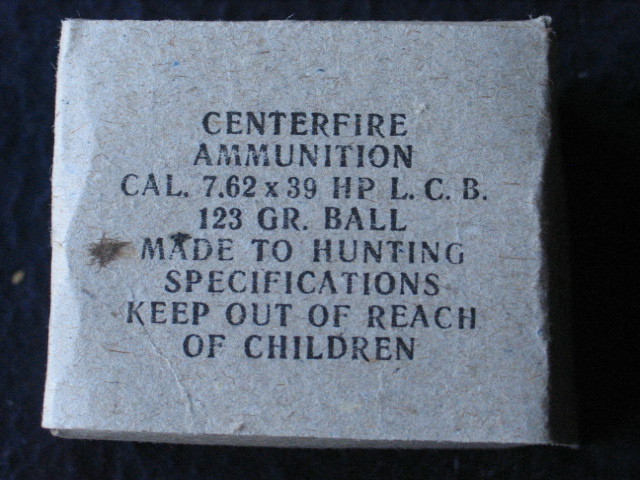 CENTERFIRE
AMMUNITION
CAL. 7.62 x 39 HP L. C. B.
123 GR. BALL
MADE TO HUNTING
SPECIFICATIONS
KEEP OUT OF REACH
OF CHILDREN